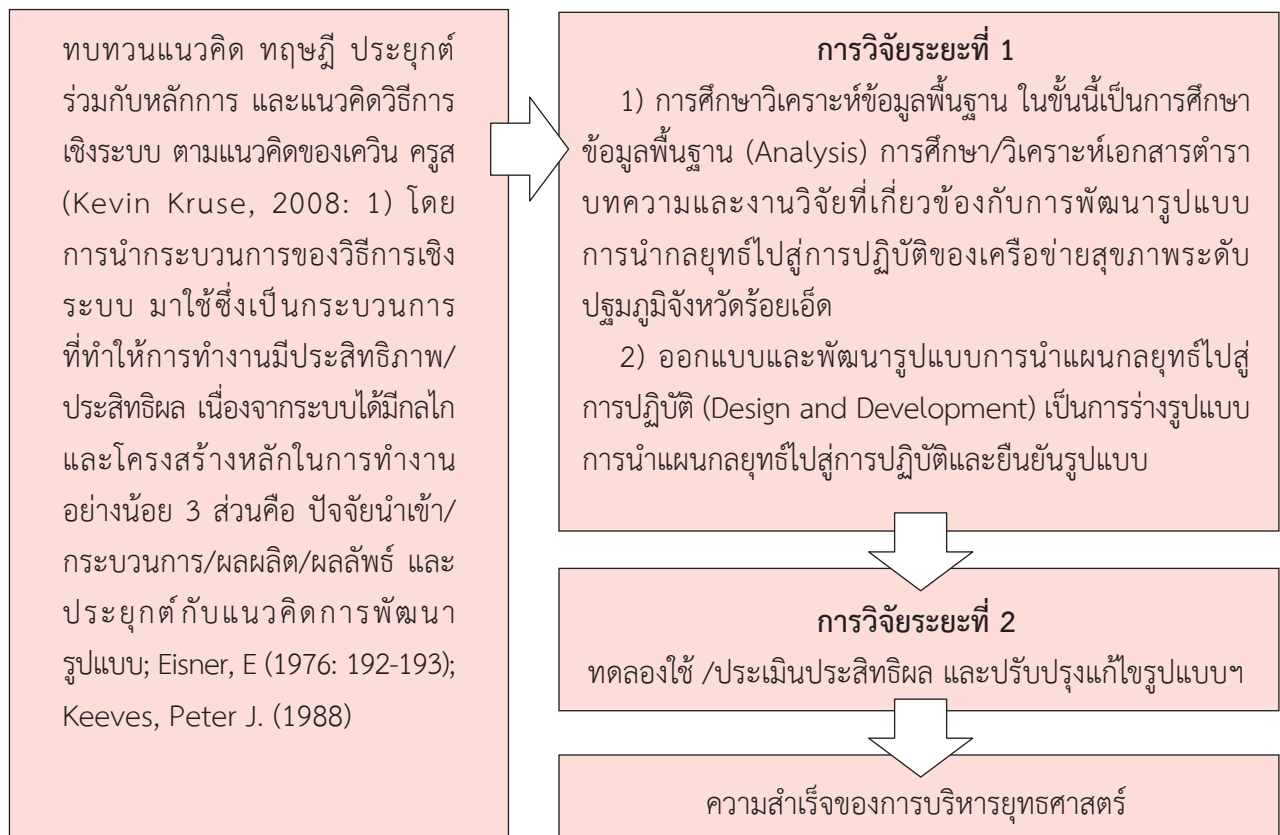 ทบทวนแนวคิด ทฤษฎี ประยุกต์
ร่วมกับหลักการ และแนวคิดวิธีการ
เชิงระบบ ตามแนวคิดของเควิน ครูส
(Kevin Kruse, 2008: 1) โดย
การนำกระบวนการของวิธีการเชิง
ระบบ มาใช้ซึ่งเป็นกระบวนการ
ที่ทำให้การทำงานมีประสิทธิภาพ/
ประสิทธิผล เนื่องจากระบบได้มีกลไก
และโครงสร้างหลักในการทำงาน
อย่างน้อย 3 ส่วนคือ ปัจจัยนำเข้า/
กระบวนการ/ผลผลิต/ผลลัพธ์ และ
ประยุกต์กับแนวคิดการพัฒนา
รูปแบบ; Eisner, E (1976: 192-193);
Keeves, Peter J. (1988)
การวิจัยระยะที่ 1
1) การศึกษาวิเคราะห์ข้อมูลพื้นฐาน ในขั้นนี้เป็นการศึกษา
ข้อมูลพื้นฐาน (Analysis) การศึกษา/วิเคราะห์เอกสารตำรา
บทความและงานวิจัยที่เกี่ยวข้องกับการพัฒนารูปแบบ
การนำกลยุทธ์ไปสู่การปฏิบัติของเครือข่ายสุขภาพระดับ
ปฐมภูมิจังหวัดร้อยเอ็ด
2) ออกแบบและพัฒนารูปแบบการนำแผนกลยุทธ์ไปสู่
การปฏิบัติ (Design and Development) เป็นการร่างรูปแบบ
การนำแผนกลยุทธ์ไปสู่การปฏิบัติและยืนยันรูปแบบ
การวิจัยระยะที่ 2
ทดลองใช้ /ประเมินประสิทธิผล และปรับปรุงแก้ไขรูปแบบฯ
ความสำเร็จของการบริหารยุทธศาสตร์